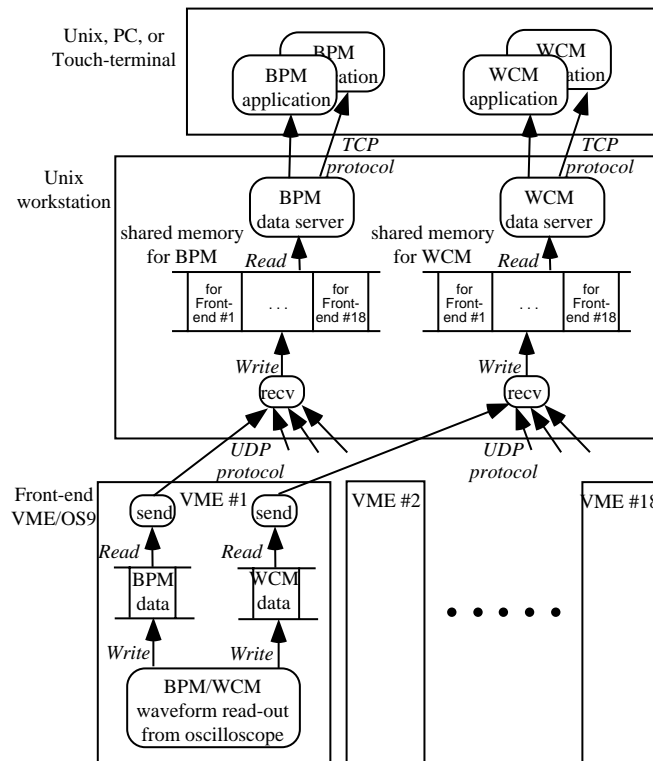 Unix, PC, or
Touch-terminal
BPM
BPM
application
WCM
WCM
application
TCP
protocol
TCP
protocol
Unix
workstation
BPM
data server
WCM
data server
shared memory
for BPM
Read
shared memory
for WCM
Read
for
Front-
end #1
. . .
for
Front-
end #18
for
Front-
end #1
. . .
for
Front-
end #18
Write
Write
recv
recv
UDP
protocol
UDP
protocol
Front-end
VME/OS9
VME #1
VME #2
VME #18
send
send
Read
Read
BPM
data
WCM
data
Write
Write
BPM/WCM
waveform read-out
from oscilloscope